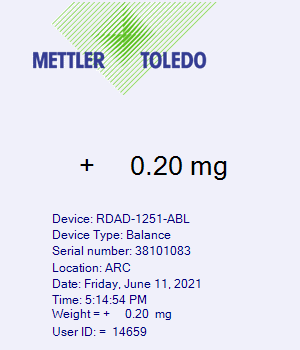 METTLER TOLEDO
+ 0.20 mg
Device: RDAD-1251-ABL
Device Type: Balance
Serial number: 38101083
Location: ARC
Date: Friday, June 11, 2021
Time: 5:14:54 PM
Weight = + 0.20 mg
User ID: = 14659